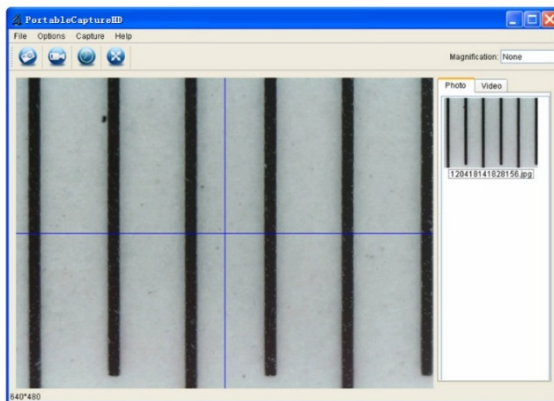 PortableCaptureHD
File Options Capture Help
Magnification: None
Photo Video
120418141828156.jpg
640*480